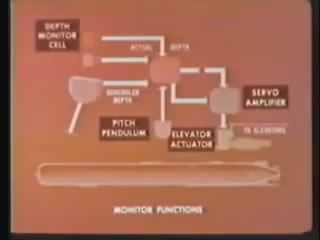 DEPTH
MONITOR
CELL
ACTUAL DEPTH
SCHEDULED
DEPTH
SERVO
AMPLIFIER
PITCH
PENDULUM
ELEVATOR
ACTUATOR
TO ELEVATORS
MONITOR FUNCTIONS